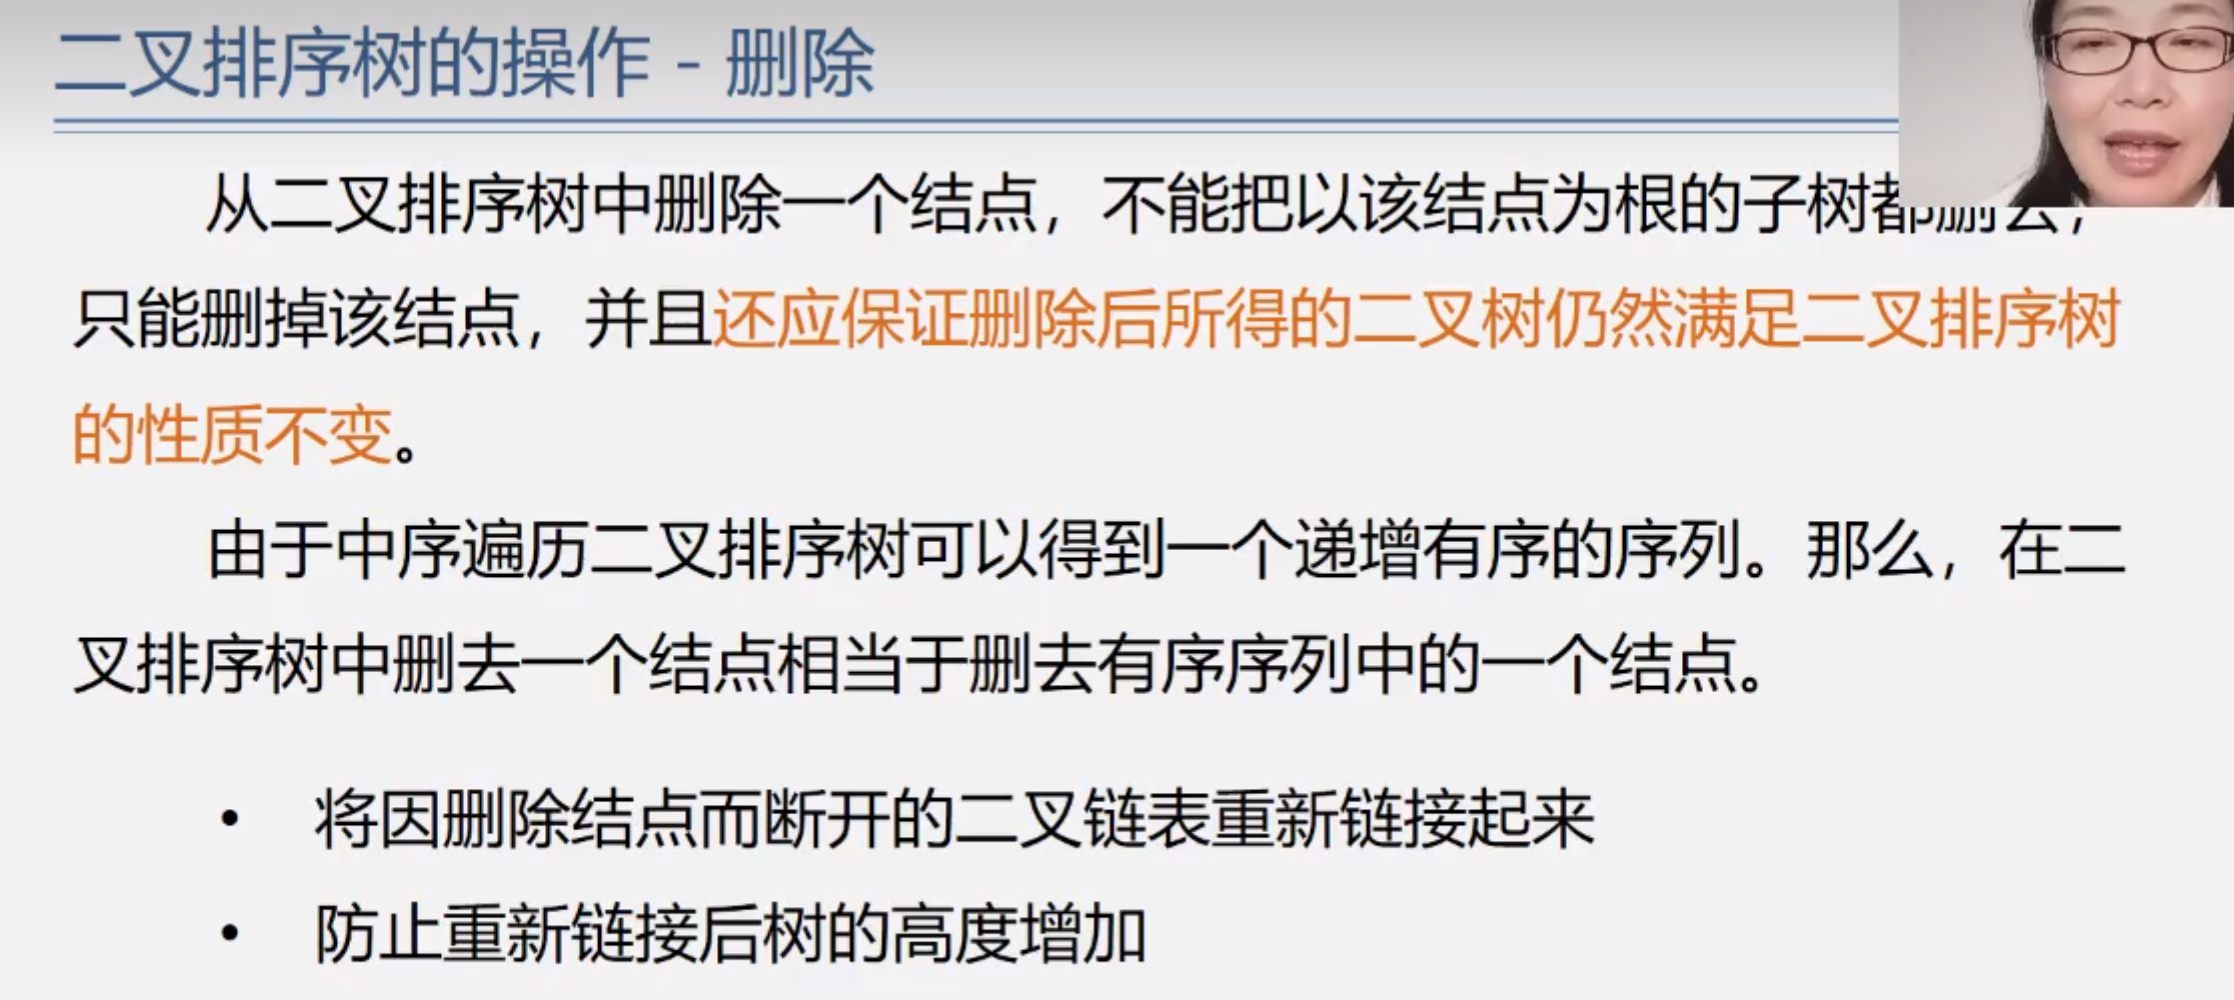 二叉排序树的操作 - 删除
从二叉排序树中删除一个结点，不能把以该结点为根的子树都删去，
只能删掉该结点，并且还应保证删除后所得的二叉树仍然满足二叉排序树
的性质不变。
由于中序遍历二叉排序树可以得到一个递增有序的序列。那么，在二
叉排序树中删去一个结点相当于删去有序序列中的一个结点。
• 将因删除结点而断开的二叉链表重新链接起来
• 防止重新链接后树的高度增加